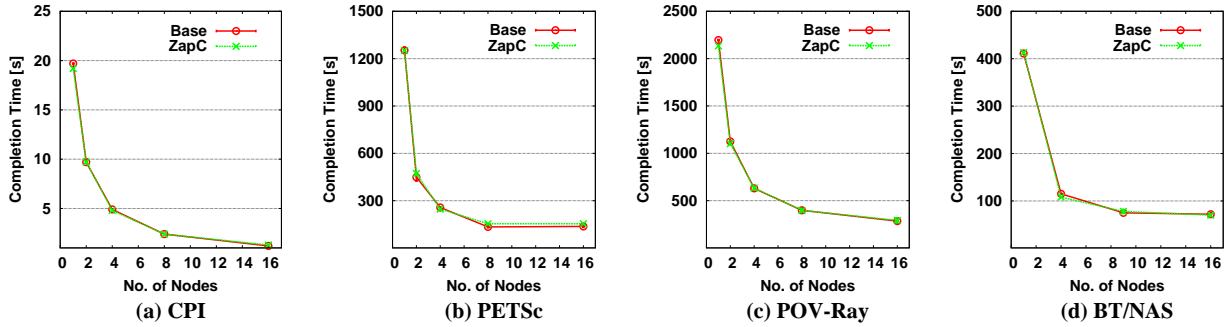 Completion Time [s]
25
20
15
10
5
Base
ZapC
0 2 4 6 8 10 12 14 16
No. of Nodes
(a) CPI
Completion Time [s]
1500
1200
900
600
300
Base
ZapC
0 2 4 6 8 10 12 14 16
No. of Nodes
(b) PETSc
Completion Time [s]
2500
2000
1500
1000
500
Base
ZapC
0 2 4 6 8 10 12 14 16
No. of Nodes
(c) POV-Ray
Completion Time [s]
500
400
300
200
100
Base
ZapC
0 2 4 6 8 10 12 14 16
No. of Nodes
(d) BT/NAS